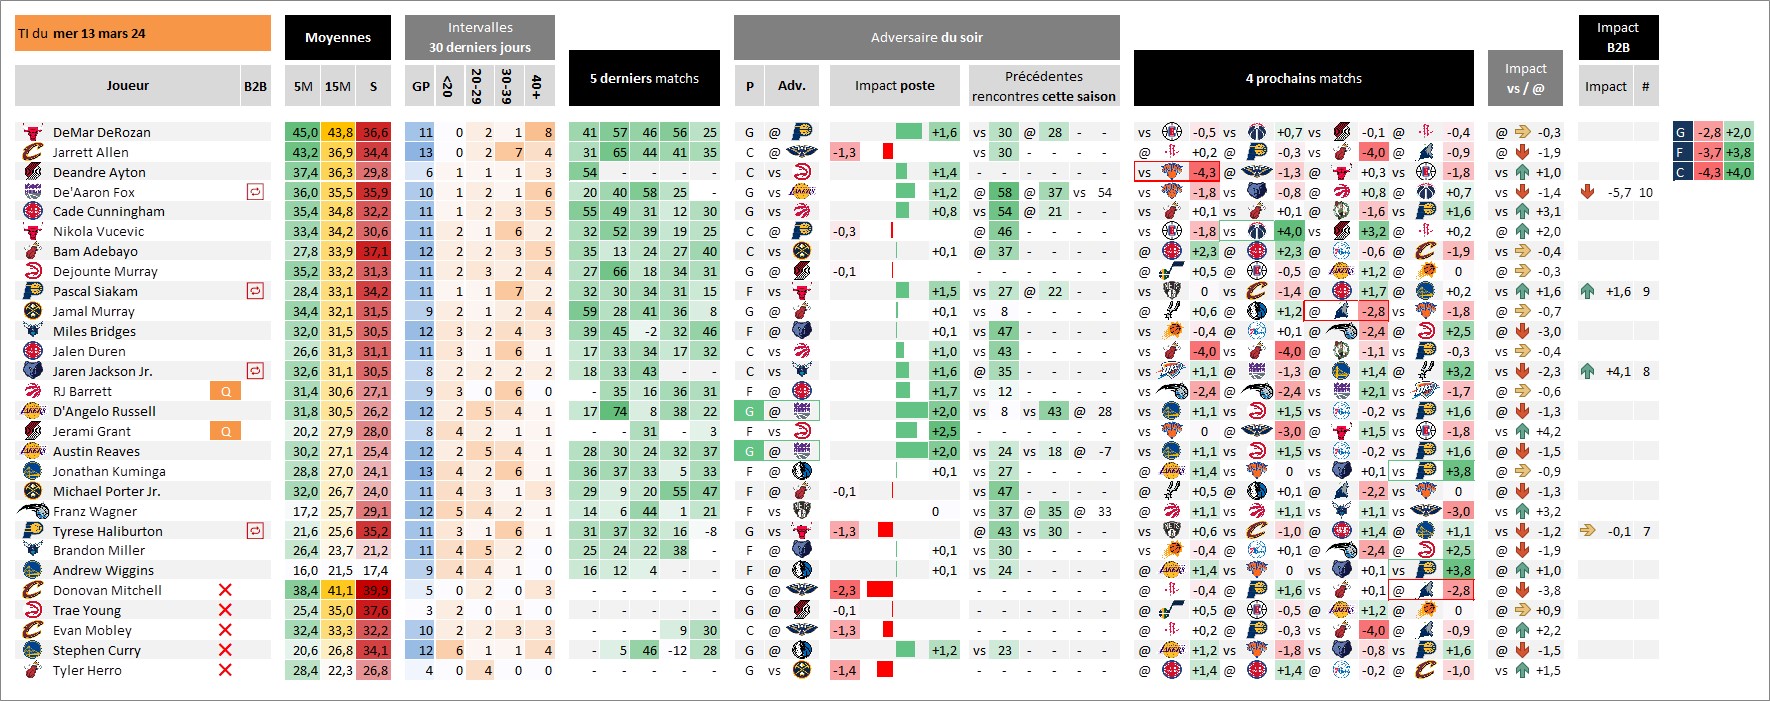 TI du mer 13 mars 24
Moyennes
Intervalles
30 derniers jours
5 derniers matchs
Adversaire du soir
4 prochains matchs
Impact
vs / @
Impact
B2B
Joueur B2B 5M 15M S GP <20 20-29 30-39 40+ P Adv. Impact poste Précédentes rencontres cette saison Impact #
DeMar DeRozan 45,0 43,8 36,6 11 0 2 1 8 41 57 46 56 25 G @ +1,6 vs 30 @ 28 - - vs -0,5 vs +0,7 vs -0,1 @ -0,4 @ -0,3 G -2,8 +2,0
Jarrett Allen 43,2 36,9 34,4 13 0 2 7 4 31 65 44 41 35 C @ -1,3 vs 30 - - - - @ +0,2 @ -0,3 vs -4,0 @ -0,9 @ -1,9 F -3,7 +3,8
Deandre Ayton 37,4 36,3 29,8 6 1 1 1 3 54 - - - - C vs +1,4 - - - - - - vs -4,3 @ -1,3 @ +0,3 vs -1,8 vs +1,0 C -4,3 +4,0
De'Aaron Fox 36,0 35,5 35,9 10 1 2 1 6 20 40 58 25 - G vs +1,2 @ 58 @ 37 vs 54 vs -1,8 vs -0,8 @ +0,8 @ +0,7 vs -1,4 -5,7 10
Cade Cunningham 35,4 34,8 32,2 11 1 2 3 5 55 49 31 12 30 G vs +0,8 vs 54 @ 21 - - vs +0,1 vs +0,1 @ -1,6 vs +1,6 vs +3,1
Nikola Vucevic 33,4 34,2 30,6 11 2 1 6 2 32 52 39 19 25 C @ -0,3 @ 46 - - - - vs -1,8 vs +4,0 vs +3,2 @ +0,2 @ +2,0
Bam Adebayo 27,8 33,9 37,1 12 2 2 3 5 35 13 24 27 40 C vs +0,1 @ 37 - - - - @ +2,3 @ +2,3 @ -0,6 @ -1,9 vs -0,4
Dejounte Murray 35,2 33,2 31,3 11 2 3 2 4 27 66 18 34 31 G @ -0,1 - - - - - - @ +0,5 @ -0,5 @ +1,2 @ 0 @ -0,3
Pascal Siakam 28,4 33,1 34,2 11 1 1 7 2 32 30 34 31 15 F vs +1,5 vs 27 @ 22 - - vs 0 vs -1,4 @ +1,7 @ +0,2 vs +1,6 +1,6 9
Jamal Murray 34,4 32,1 31,5 9 2 1 2 4 59 28 41 36 8 G @ +0,1 vs 8 - - - - @ +0,6 @ +1,2 @ -2,8 vs -1,8 @ -0,7
Miles Bridges 32,0 31,5 30,5 12 3 2 4 3 39 45 -2 32 46 F @ +0,1 vs 47 - - - - vs -0,4 @ +0,1 @ -2,4 @ +2,5 @ -3,0
Jalen Duren 26,6 31,3 31,1 11 3 1 6 1 17 33 34 17 32 C vs +1,0 vs 43 - - - - vs -4,0 vs -4,0 @ -1,1 vs -0,3 vs -0,4
Jaren Jackson Jr. 32,6 31,1 30,5 8 2 2 2 2 18 33 43 - - C vs +1,6 @ 35 - - - - vs +1,1 @ -1,3 @ +1,4 vs +3,2 vs -2,3 +4,1 8
RJ Barrett Q 31,4 30,6 27,1 9 3 0 6 0 - 35 16 36 31 F @ +1,7 vs 12 - - - - vs -2,4 @ -2,4 vs +2,1 vs -1,7 @ -0,6
D'Angelo Russell 31,8 30,5 26,2 12 2 5 4 1 17 74 8 38 22 G @ +2,0 vs 8 vs 43 @ 28 vs +1,1 vs +1,5 vs -0,2 vs +1,6 @ -1,3
Jerami Grant Q 20,2 27,9 28,0 8 4 2 1 1 - - 31 - 3 F vs +2,5 - - - - - - vs 0 @ -3,0 @ +1,5 vs -1,8 vs +4,2
Austin Reaves 30,2 27,1 25,4 12 2 5 4 1 28 30 24 32 37 G @ +2,0 vs 24 vs 18 @ -7 vs +1,1 vs +1,5 vs -0,2 vs +1,6 @ -1,5
Jonathan Kuminga 28,8 27,0 24,1 13 4 2 6 1 36 37 33 5 33 F @ +0,1 vs 27 - - - - @ +1,4 vs 0 vs +0,1 vs +3,8 @ -0,9
Michael Porter Jr. 32,0 26,7 24,0 11 4 3 1 3 29 9 20 55 47 F @ -0,1 vs 47 - - - - @ +0,5 @ +0,1 @ -2,2 vs 0 @ -1,3
Franz Wagner 17,2 25,7 29,1 12 5 4 2 1 14 6 44 1 21 F vs 0 vs 37 @ 35 @ 33 vs +1,4 vs +1,1 vs +1,1 vs -3,0 vs +3,2
Tyrese Haliburton 21,6 25,6 35,2 11 3 1 6 1 31 37 32 16 -8 G vs -1,3 @ 43 vs 30 - - vs +0,6 vs -1,0 @ +1,4 @ +1,1 vs -1,2 -0,1 7
Brandon Miller 26,4 23,7 21,2 11 4 5 2 0 25 24 22 38 - F @ +0,1 vs 30 - - - - vs -0,4 @ +0,1 @ -2,4 @ +2,5 @ -1,9
Andrew Wiggins 16,0 21,5 17,4 9 4 4 1 0 16 12 4 - - F @ +0,1 vs 24 - - - - @ +1,4 vs 0 vs +0,1 vs +3,8 @ +1,0
Donovan Mitchell 38,4 41,1 39,9 5 0 2 0 3 - - - - - G @ -2,3 - - - - - - @ -0,4 @ +1,6 vs +0,1 @ -2,8 @ -3,8
Trae Young 25,4 35,0 37,6 3 2 0 1 0 - - - - - G @ -0,1 - - - - - - @ +0,5 @ -0,5 @ +1,2 @ 0 @ +0,9
Evan Mobley 32,4 33,3 32,2 10 2 2 3 3 - - - 9 30 C @ -1,3 - - - - - - @ +0,2 @ -0,3 vs -4,0 @ -0,9 @ +2,2
Stephen Curry 20,6 26,8 34,1 12 6 1 1 4 - 5 46 -12 28 G @ +1,2 vs 23 - - - - @ +1,2 vs -1,8 vs -0,8 vs +1,6 @ -1,5
Tyler Herro 28,4 22,3 26,8 4 0 4 0 0 - - - - - G vs -1,4 - - - - - - @ +1,4 @ +1,4 @ -0,2 @ -1,0 vs +1,5